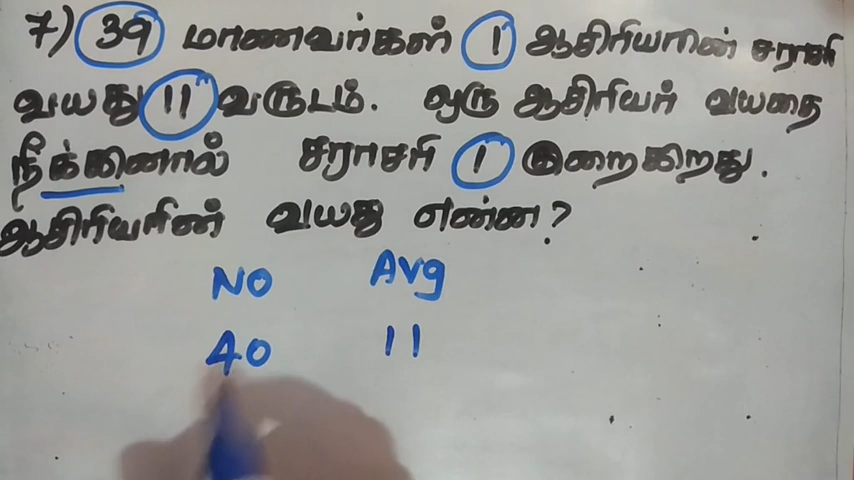 7) 39 மாணவர்கள் 1 ஆசிரியரின் சராசரி
வயது 11 வருடம். ஒரு ஆசிரியர் வயதை
நீக்கினால் சராசரி 1 குறைகிறது.
ஆசிரியரின் வயது என்ன?
NO Avg
40 11